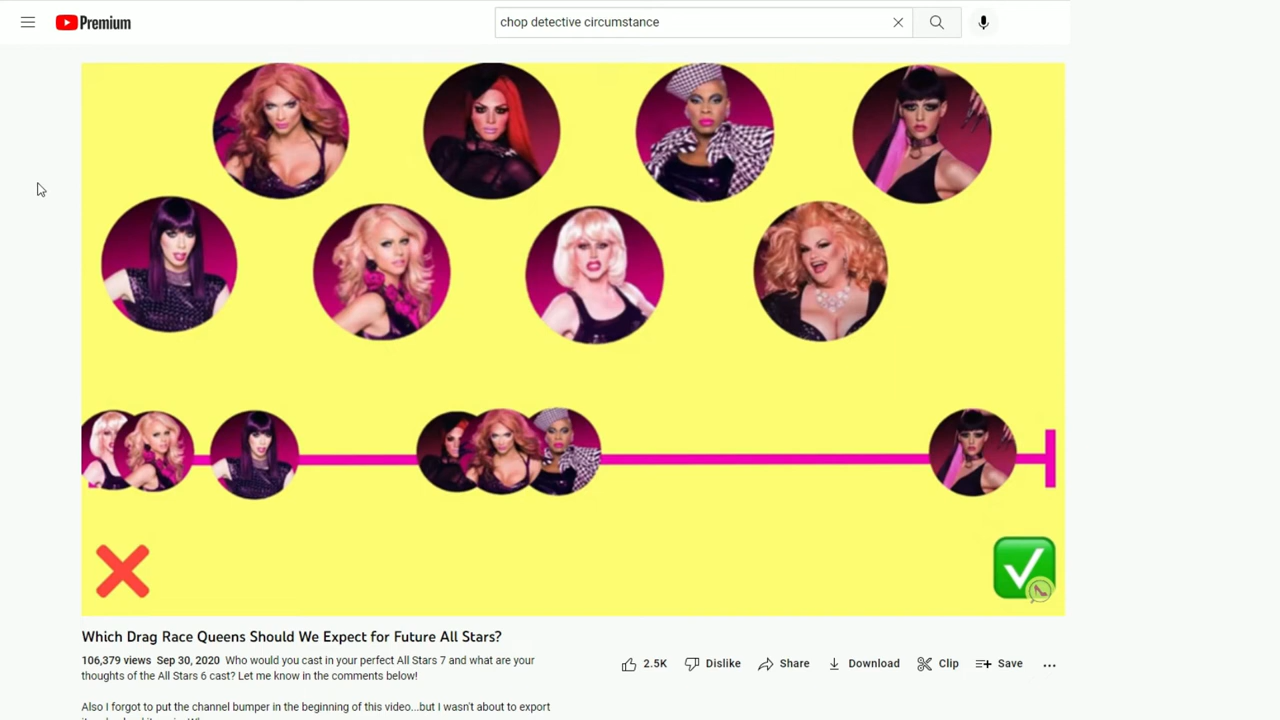 Premium
chop detective circumstance
Which Drag Race Queens Should We Expect for Future All Stars?
106,379 views Sep 30, 2020 Who would you cast in your perfect All Stars 7 and what are your
thoughts of the All Stars 6 cast? Let me know in the comments below!
2.5K Dislike Share Download Clip Save
Also I forgot to put the channel bumper in the beginning of this video...but I wasn't about to export